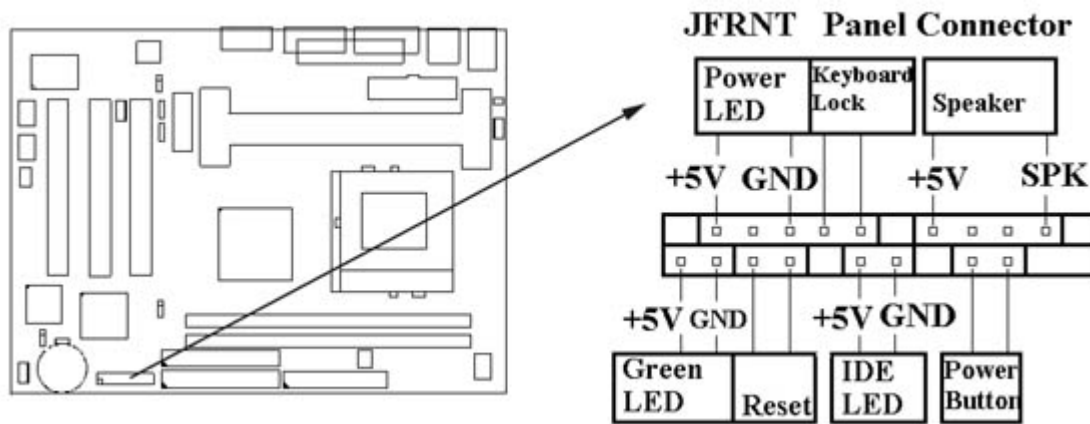 JFRNT Panel Connector
Power
LED
Keyboard
Lock
Speaker
+5V GND
+5V SPK
+5V GND
+5V GND
Green
LED
Reset
IDE
LED
Power
Button